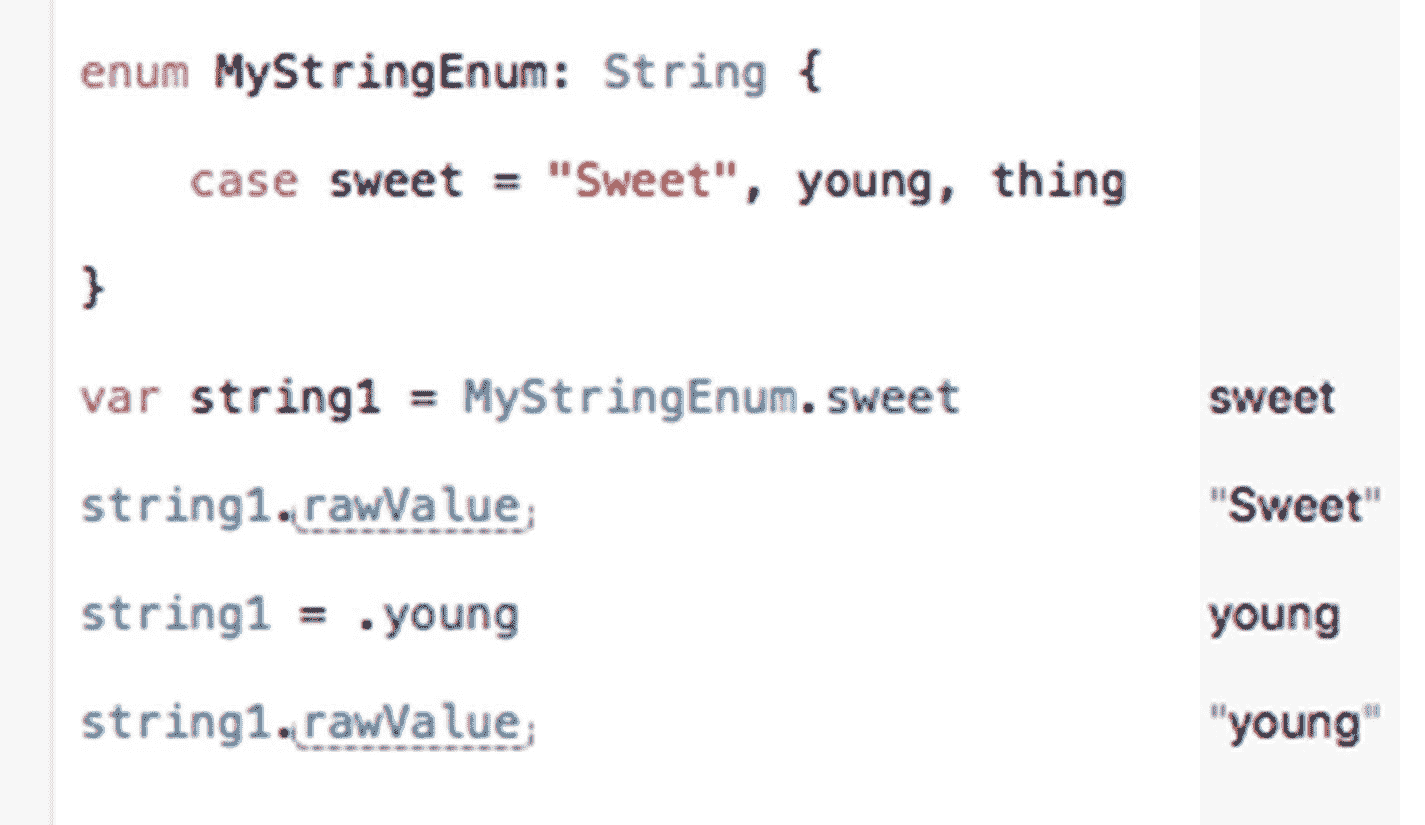 enum MyStringEnum: String {
case sweet = "Sweet", young, thing
}
var string1 = MyStringEnum.sweet sweet
string1.rawValue "Sweet"
string1 = .young young
string1.rawValue "young"